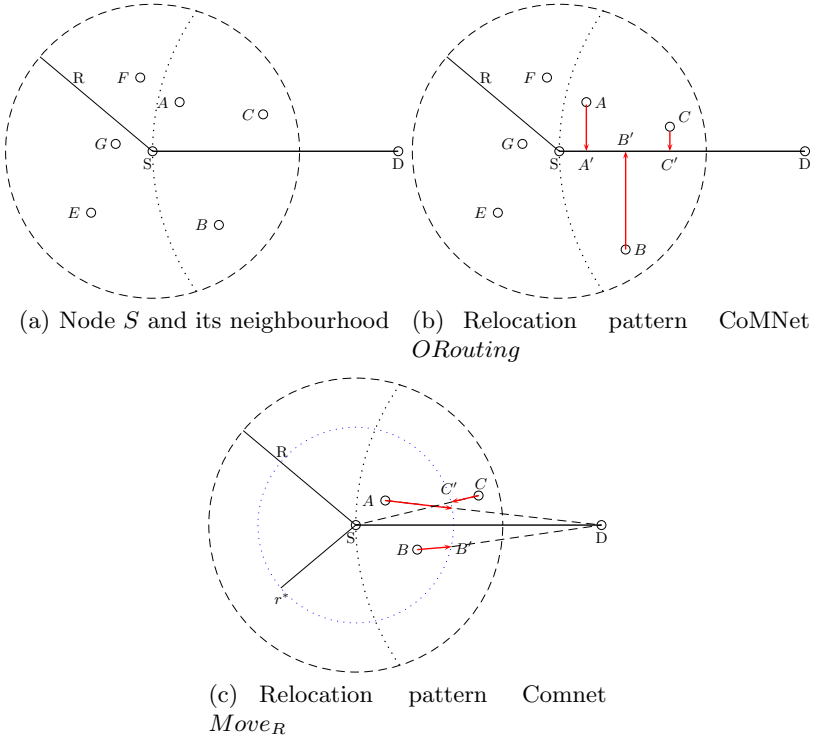 R
F
A
C
G
S
D
E
B
(a) Node S and its neighbourhood
R
F
A
C
B′
G
S
A′
C′
D
E
B
(b) Relocation pattern CoMNet
ORouting
R
C
C′
A
S
D
B
B′
r*
(c) Relocation pattern Comnet
Move_R